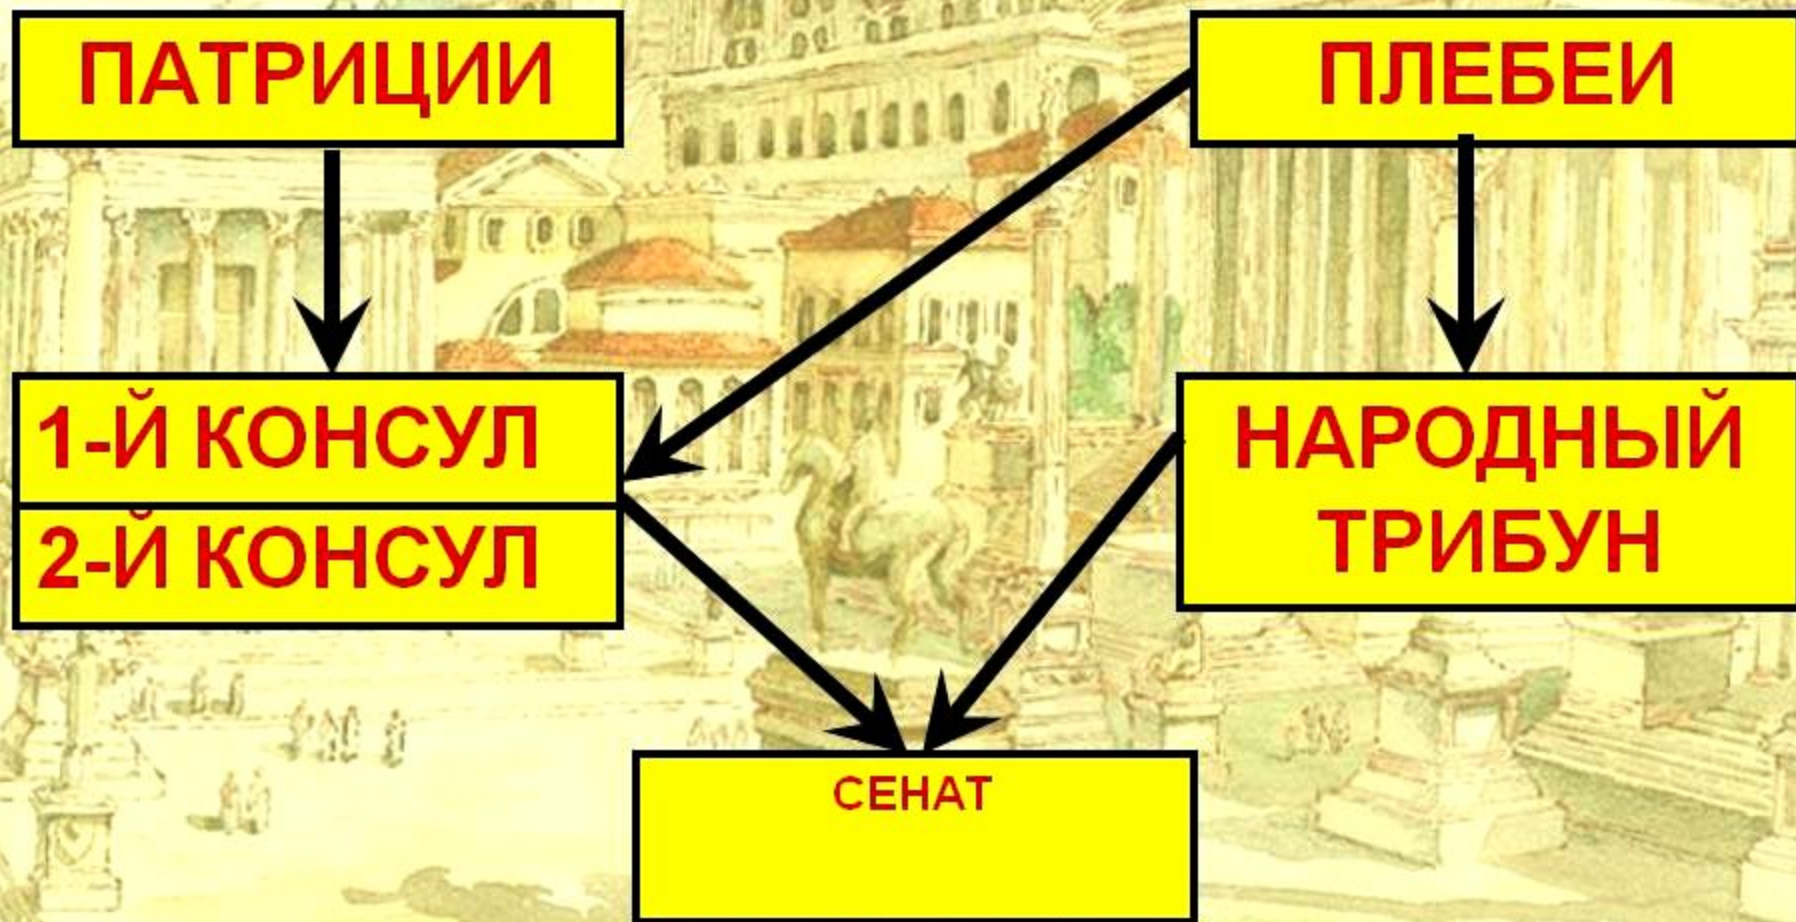 ПАТРИЦИИ
ПЛЕБЕИ
1-Й КОНСУЛ
2-Й КОНСУЛ
НАРОДНЫЙ
ТРИБУН
СЕНАТ